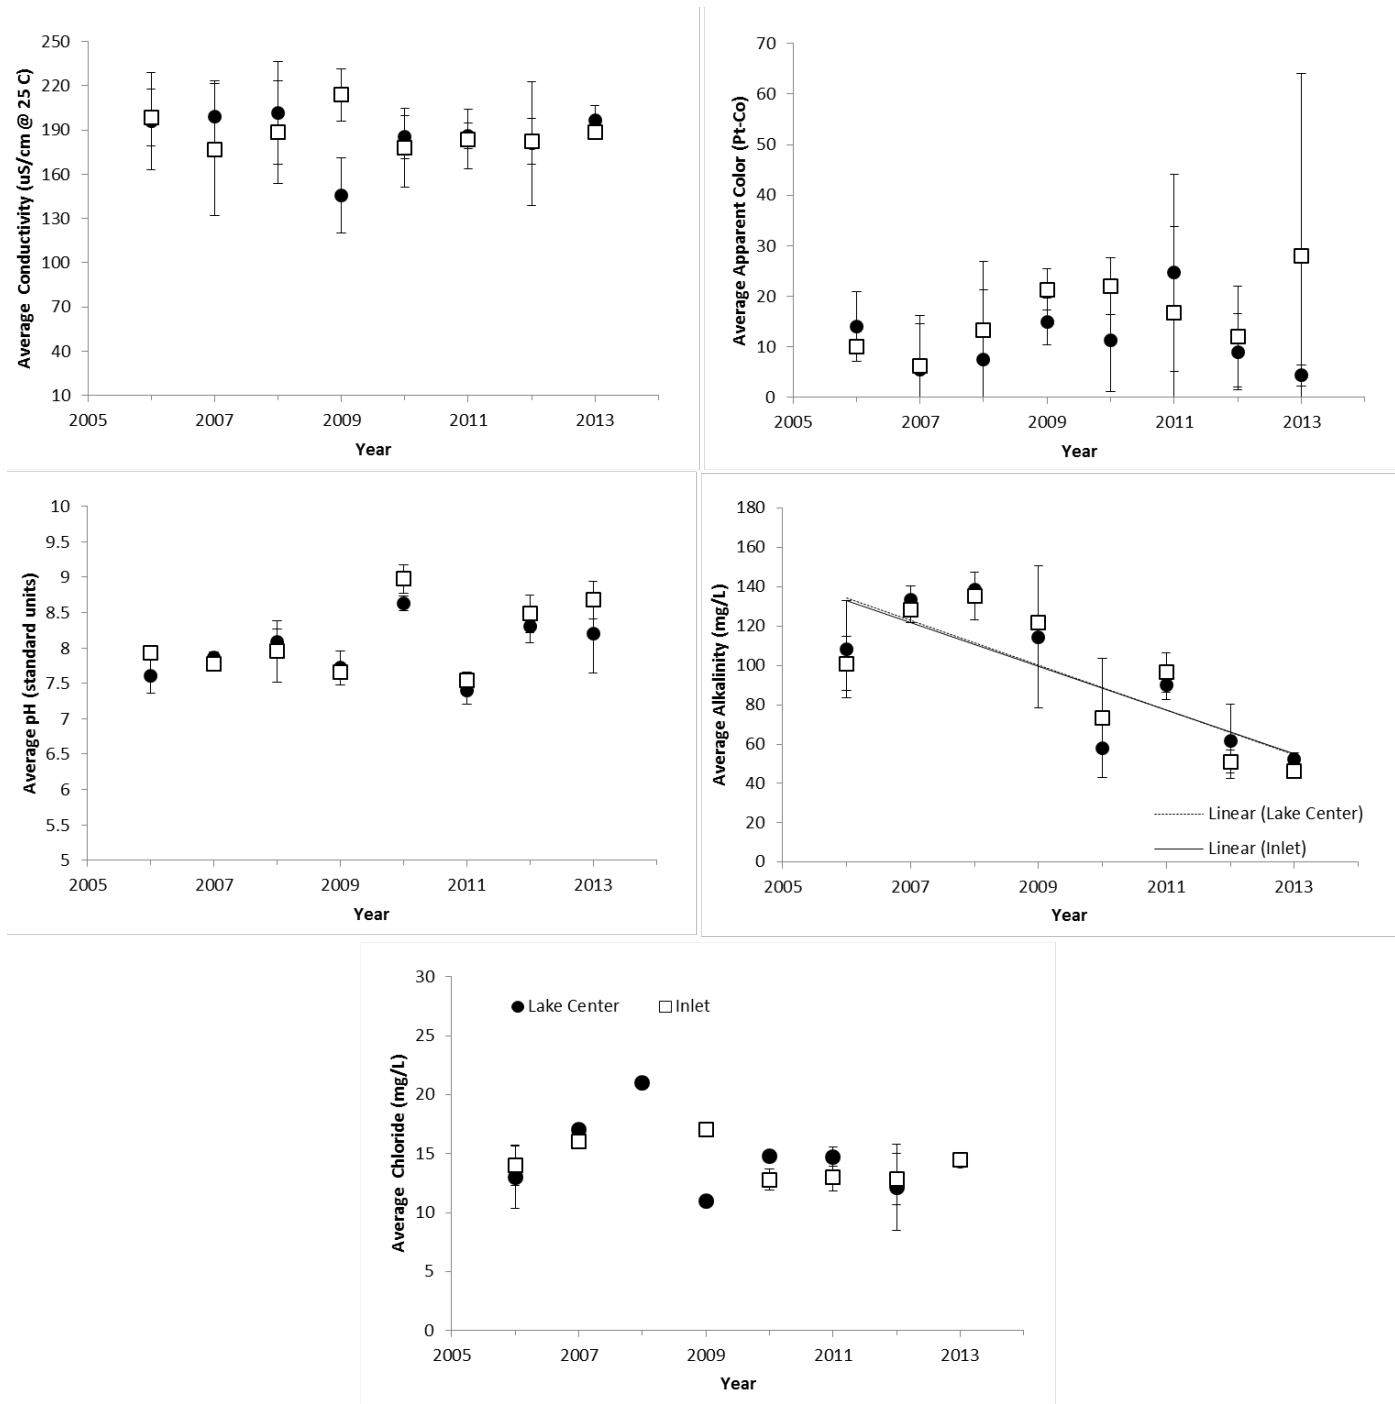 Average Conductivity (uS/cm @ 25 C)
250
220
190
160
130
100
70
40
10
2005 2007 2009 2011 2013
Year
Average Apparent Color (Pt-Co)
70
60
50
40
30
20
10
0
2005 2007 2009 2011 2013
Year
Average pH (standard units)
10
9.5
9
8.5
8
7.5
7
6.5
6
5.5
5
2005 2007 2009 2011 2013
Year
Average Alkalinity (mg/L)
180
160
140
120
100
80
60
40
20
0
Linear (Lake Center)
Linear (Inlet)
2005 2007 2009 2011 2013
Year
Average Chloride (mg/L)
30
25
20
15
10
5
0
Lake Center Inlet
2005 2007 2009 2011 2013
Year